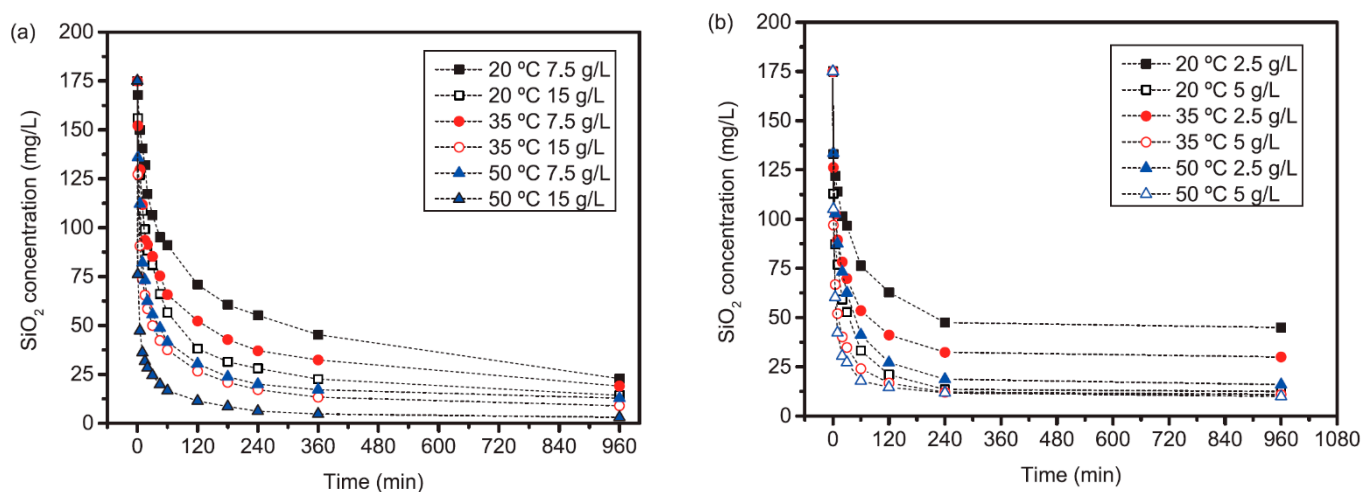 (a)
200
175
150
125
100
75
50
25
0
SiO2 concentration (mg/L)
20 ºC 7.5 g/L
20 ºC 15 g/L
35 ºC 7.5 g/L
35 ºC 15 g/L
50 ºC 7.5 g/L
50 ºC 15 g/L
0 120 240 360 480 600 720 840 960
Time (min)
(b)
200
175
150
125
100
75
50
25
0
SiO2 concentration (mg/L)
20 ºC 2.5 g/L
20 ºC 5 g/L
35 ºC 2.5 g/L
35 ºC 5 g/L
50 ºC 2.5 g/L
50 ºC 5 g/L
0 120 240 360 480 600 720 840 960 1080
Time (min)